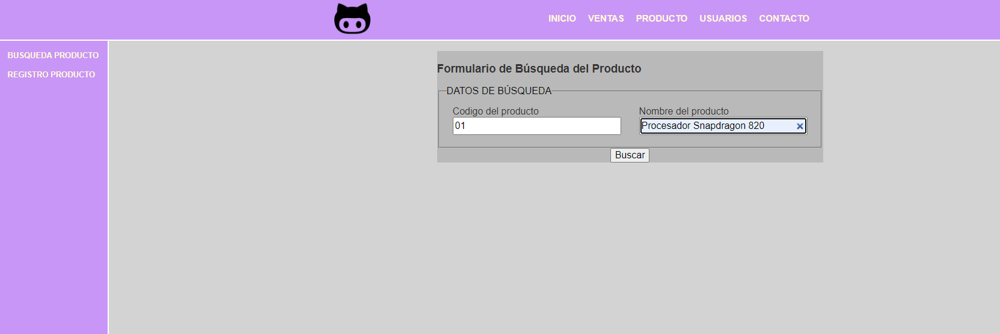 INICIO VENTAS PRODUCTO USUARIOS CONTACTO
BUSQUEDA PRODUCTO
REGISTRO PRODUCTO
Formulario de Búsqueda del Producto
DATOS DE BÚSQUEDA
Codigo del producto Nombre del producto
01 Procesador Snapdragon 820
Buscar